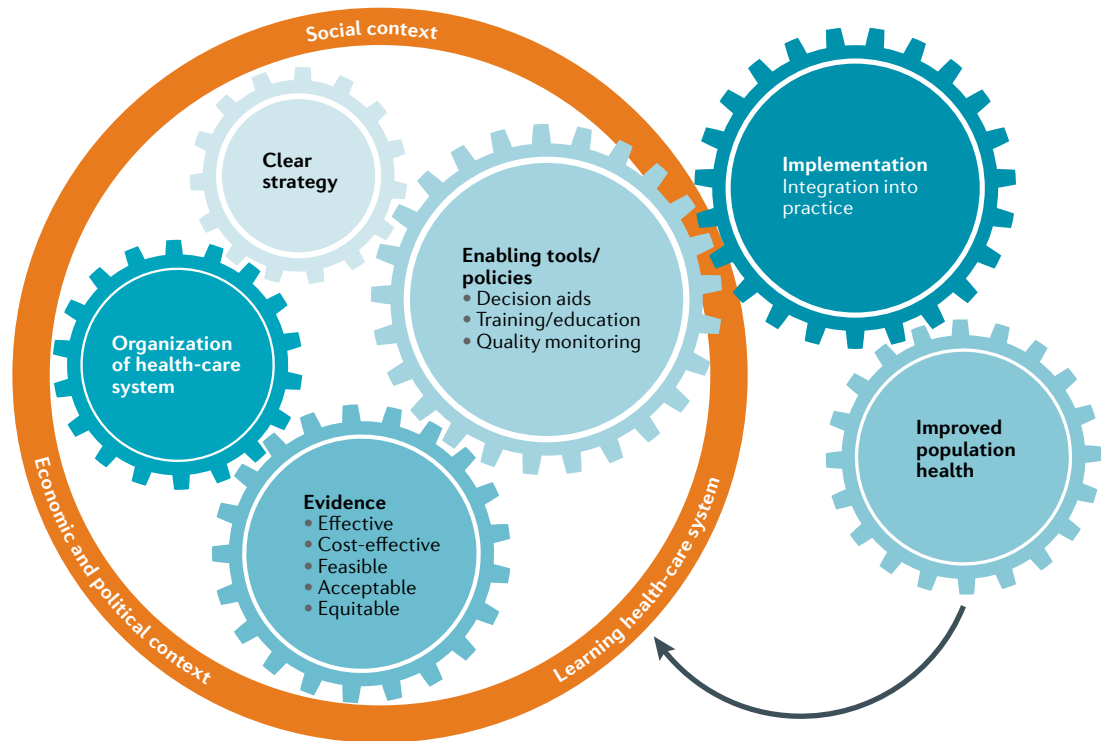 Social context
Clear
strategy
Implementation
Integration into
practice
Enabling tools/
policies
• Decision aids
• Training/education
• Quality monitoring
Organization
of health-care
system
Improved
population
health
Evidence
• Effective
• Cost-effective
• Feasible
• Acceptable
• Equitable
Economic and political context
Learning health-care system